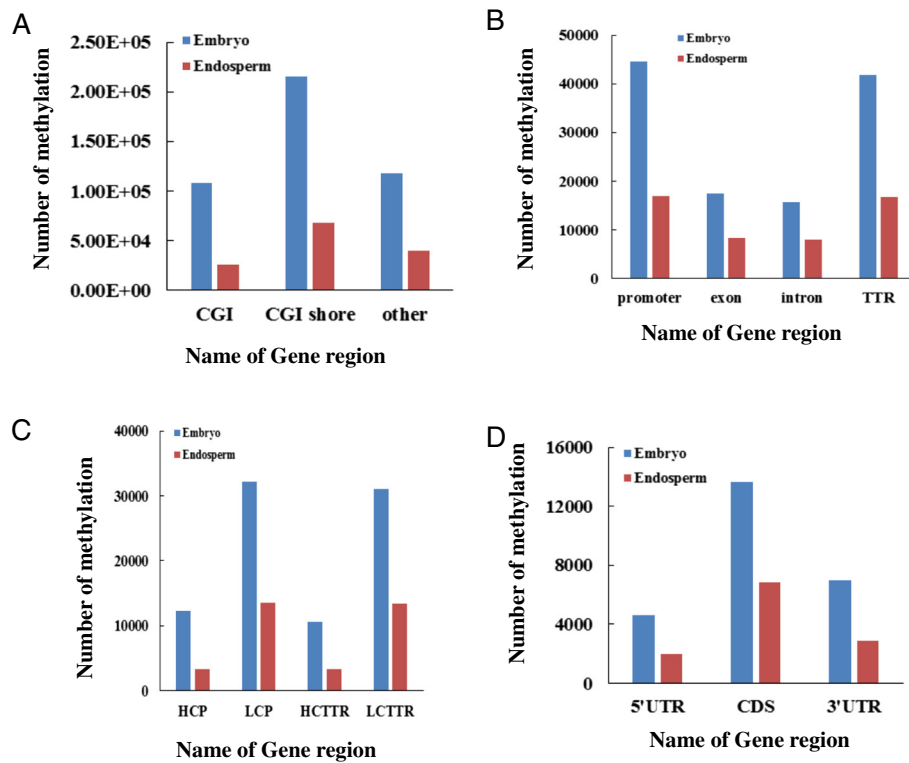 A
Number of methylation
2.50E+05
2.00E+05
1.50E+05
1.00E+05
5.00E+04
0.00E+00
Embryo
Endosperm
CGI CGI shore other
Name of Gene region
B
Number of methylation
50000
40000
30000
20000
10000
0
Embryo
Endosperm
promoter exon intron TTR
Name of Gene region
C
Number of methylation
40000
30000
20000
10000
0
Embryo
Endosperm
HCP LCP HCTTR LCTTR
Name of Gene region
D
Number of methylation
16000
12000
8000
4000
0
Embryo
Endosperm
5'UTR CDS 3'UTR
Name of Gene region